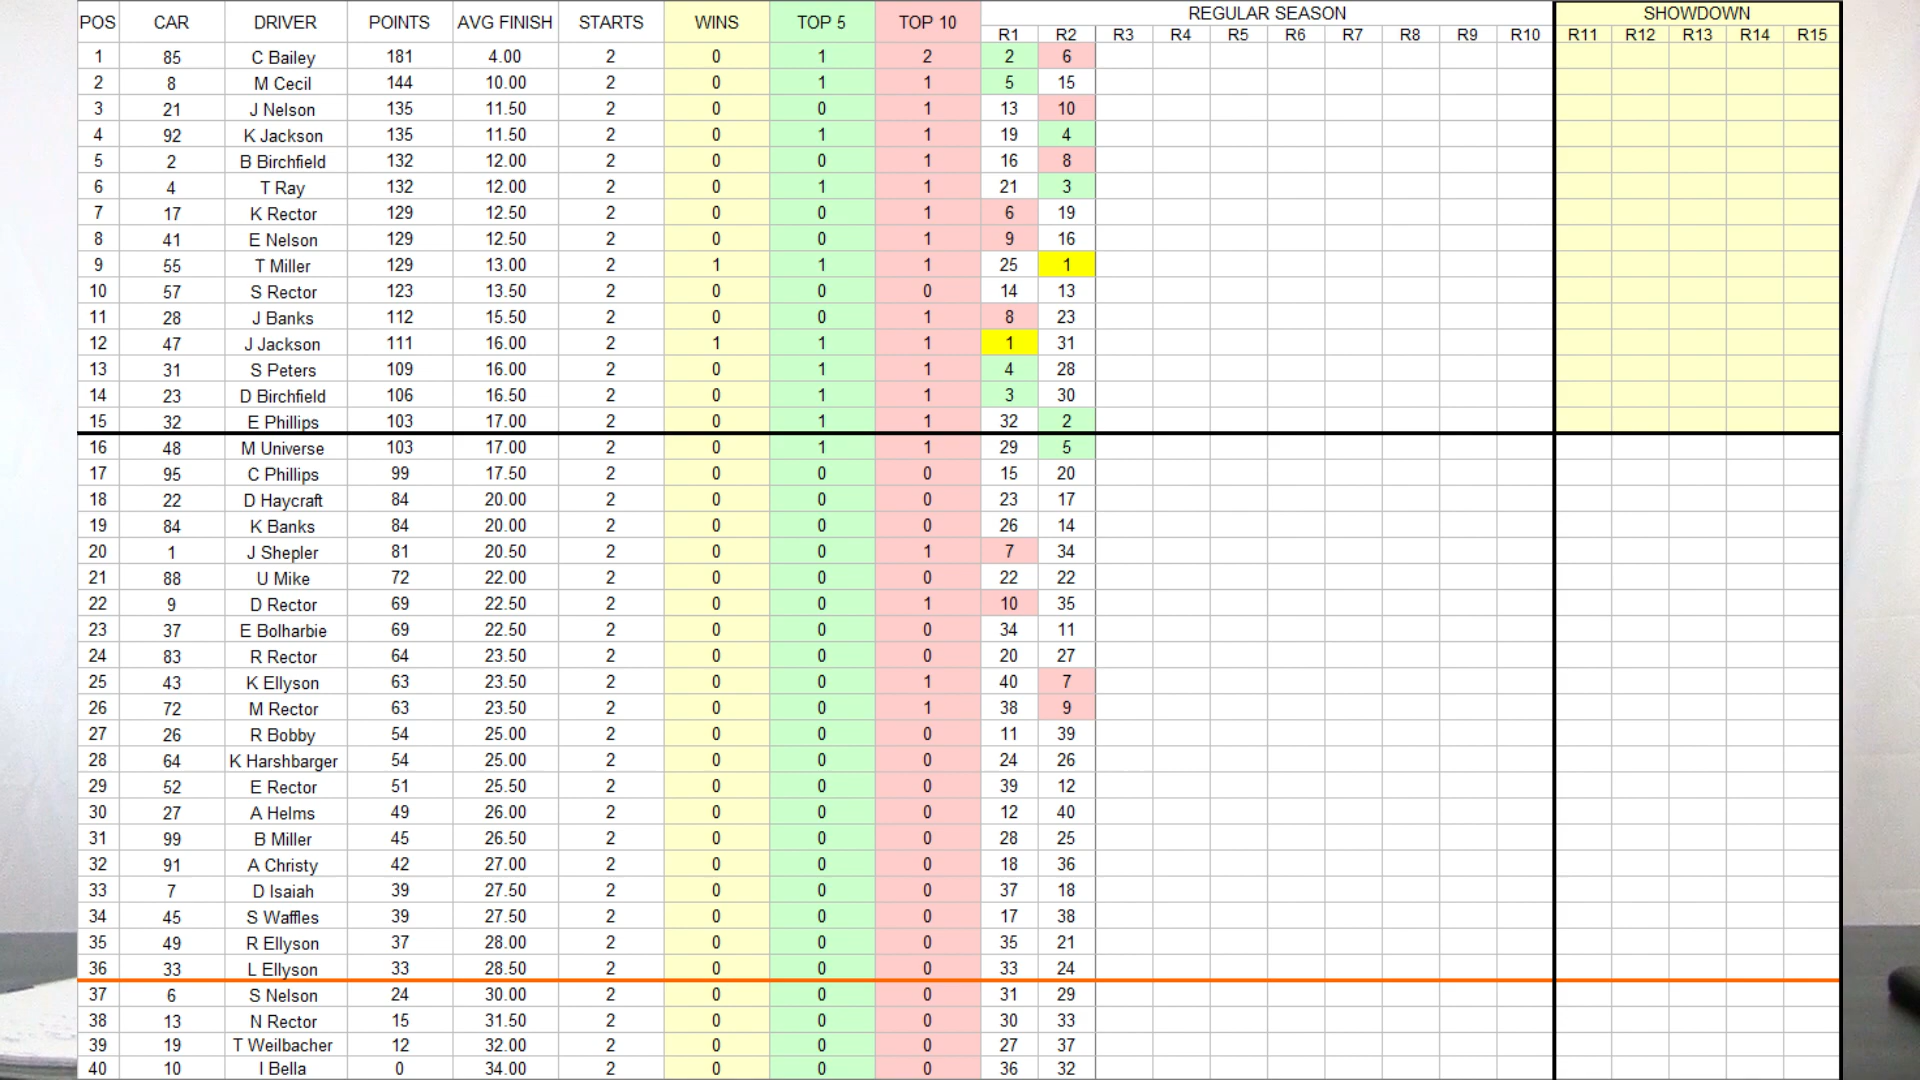 POS CAR DRIVER POINTS AVG FINISH STARTS WINS TOP 5 TOP 10 REGULAR SEASON SHOWDOWN
R1 R2 R3 R4 R5 R6 R7 R8 R9 R10 R11 R12 R13 R14 R15
1 85 C Bailey 181 4.00 2 0 1 2 2 6
2 8 M Cecil 144 10.00 2 0 1 1 5 15
3 21 J Nelson 135 11.50 2 0 0 1 13 10
4 92 K Jackson 135 11.50 2 0 1 1 19 4
5 2 B Birchfield 132 12.00 2 0 0 1 16 8
6 4 T Ray 132 12.00 2 0 1 1 21 3
7 17 K Rector 129 12.50 2 0 0 1 6 19
8 41 E Nelson 129 12.50 2 0 0 1 9 16
9 55 T Miller 129 13.00 2 1 1 1 25 1
10 57 S Rector 123 13.50 2 0 0 0 14 13
11 28 J Banks 112 15.50 2 0 0 1 8 23
12 47 J Jackson 111 16.00 2 1 1 1 1 31
13 31 S Peters 109 16.00 2 0 1 1 4 28
14 23 D Birchfield 106 16.50 2 0 1 1 3 30
15 32 E Phillips 103 17.00 2 0 1 1 32 2
16 48 M Universe 103 17.00 2 0 1 1 29 5
17 95 C Phillips 99 17.50 2 0 0 0 15 20
18 22 D Haycraft 84 20.00 2 0 0 0 23 17
19 84 K Banks 84 20.00 2 0 0 0 26 14
20 1 J Shepler 81 20.50 2 0 0 1 7 34
21 88 U Mike 72 22.00 2 0 0 0 22 22
22 9 D Rector 69 22.50 2 0 0 1 10 35
23 37 E Bolharbie 69 22.50 2 0 0 0 34 11
24 83 R Rector 64 23.50 2 0 0 0 20 27
25 43 K Ellyson 63 23.50 2 0 0 1 40 7
26 72 M Rector 63 23.50 2 0 0 1 38 9
27 26 R Bobby 54 25.00 2 0 0 0 11 39
28 64 K Harshbarger 54 25.00 2 0 0 0 24 26
29 52 E Rector 51 25.50 2 0 0 0 39 12
30 27 A Helms 49 26.00 2 0 0 0 12 40
31 99 B Miller 45 26.50 2 0 0 0 28 25
32 91 A Christy 42 27.00 2 0 0 0 18 36
33 7 D Isaiah 39 27.50 2 0 0 0 37 18
34 45 S Waffles 39 27.50 2 0 0 0 17 38
35 49 R Ellyson 37 28.00 2 0 0 0 35 21
36 33 L Ellyson 33 28.50 2 0 0 0 33 24
37 6 S Nelson 24 30.00 2 0 0 0 31 29
38 13 N Rector 15 31.50 2 0 0 0 30 33
39 19 T Weilbacher 12 32.00 2 0 0 0 27 37
40 10 I Bella 0 34.00 2 0 0 0 36 32